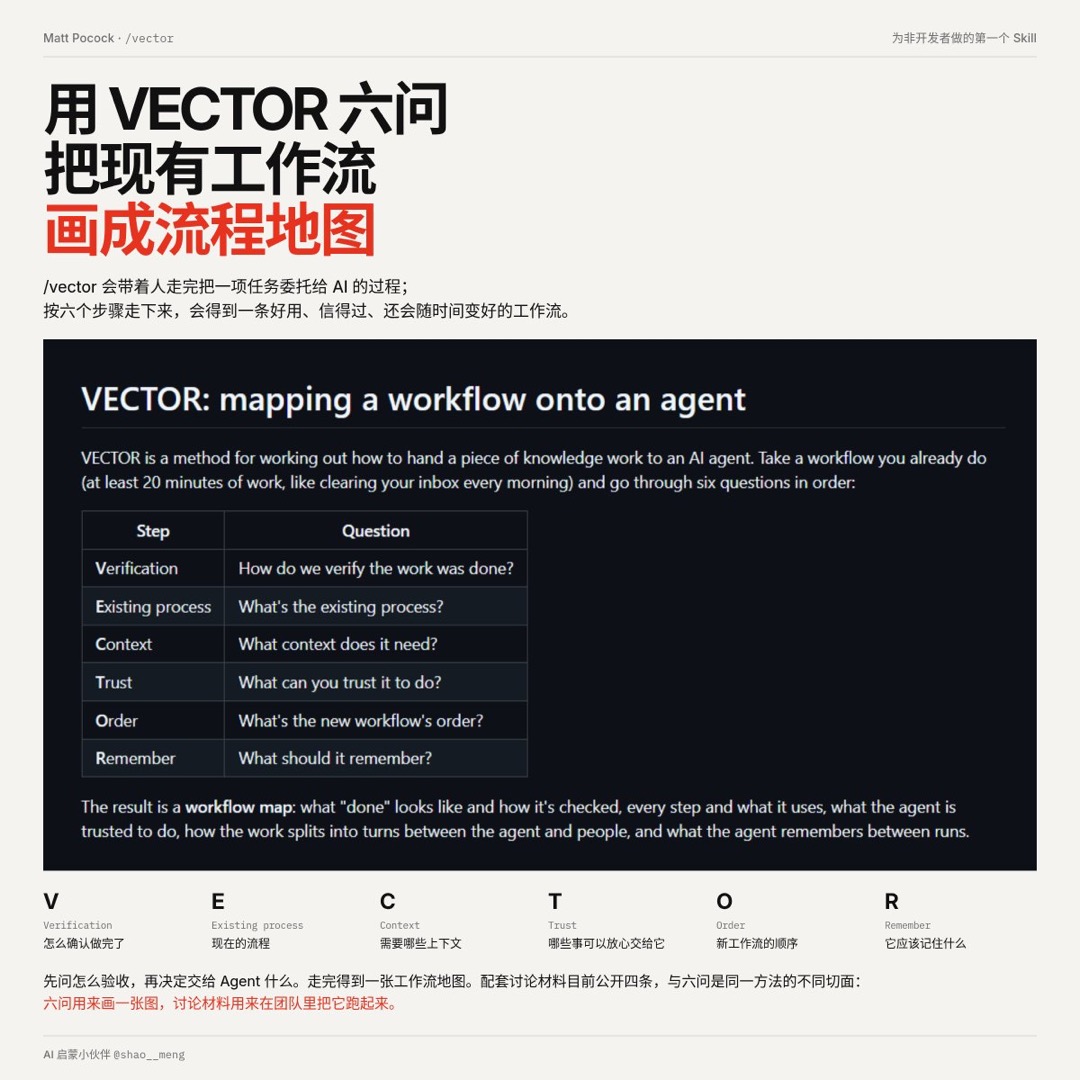 Matt Pocock · /vector
为非开发者做的第一个 Skill
用 VECTOR 六问
把现有工作流
画成流程地图
/vector 会带着人走完把一项任务委托给 AI 的过程；
按六个步骤走下来，会得到一条好用、信得过、还会随时间变好的工作流。
VECTOR: mapping a workflow onto an agent
VECTOR is a method for working out how to hand a piece of knowledge work to an AI agent. Take a workflow you already do
(at least 20 minutes of work, like clearing your inbox every morning) and go through six questions in order:
Step Question
Verification How do we verify the work was done?
Existing process What's the existing process?
Context What context does it need?
Trust What can you trust it to do?
Order What's the new workflow's order?
Remember What should it remember?
The result is a workflow map: what "done" looks like and how it's checked, every step and what it uses, what the agent is
trusted to do, how the work splits into turns between the agent and people, and what the agent remembers between runs.
V E C T O R
Verification Existing process Context Trust Order Remember
怎么确认做完了 现在的流程 需要哪些上下文 哪些事可以放心交给它 新工作流的顺序 它应该记住什么
先问怎么验收，再决定交给 Agent 什么。走完得到一张工作流地图。配套讨论材料目前公开四条，与六问是同一方法的不同切面：
六问用来画一张图，讨论材料用来在团队里把它跑起来。
AI 启蒙小伙伴 @shao__meng